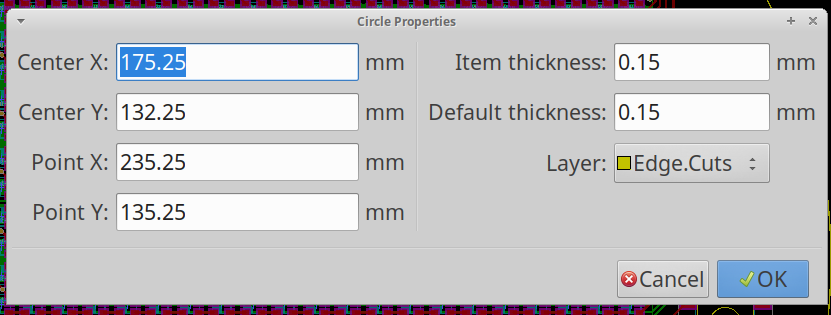 Circle Properties
Center X: 175.25 mm Item thickness: 0.15 mm
Center Y: 132.25 mm Default thickness: 0.15 mm
Point X: 235.25 mm Layer: Edge.Cuts
Point Y: 135.25 mm
Cancel OK